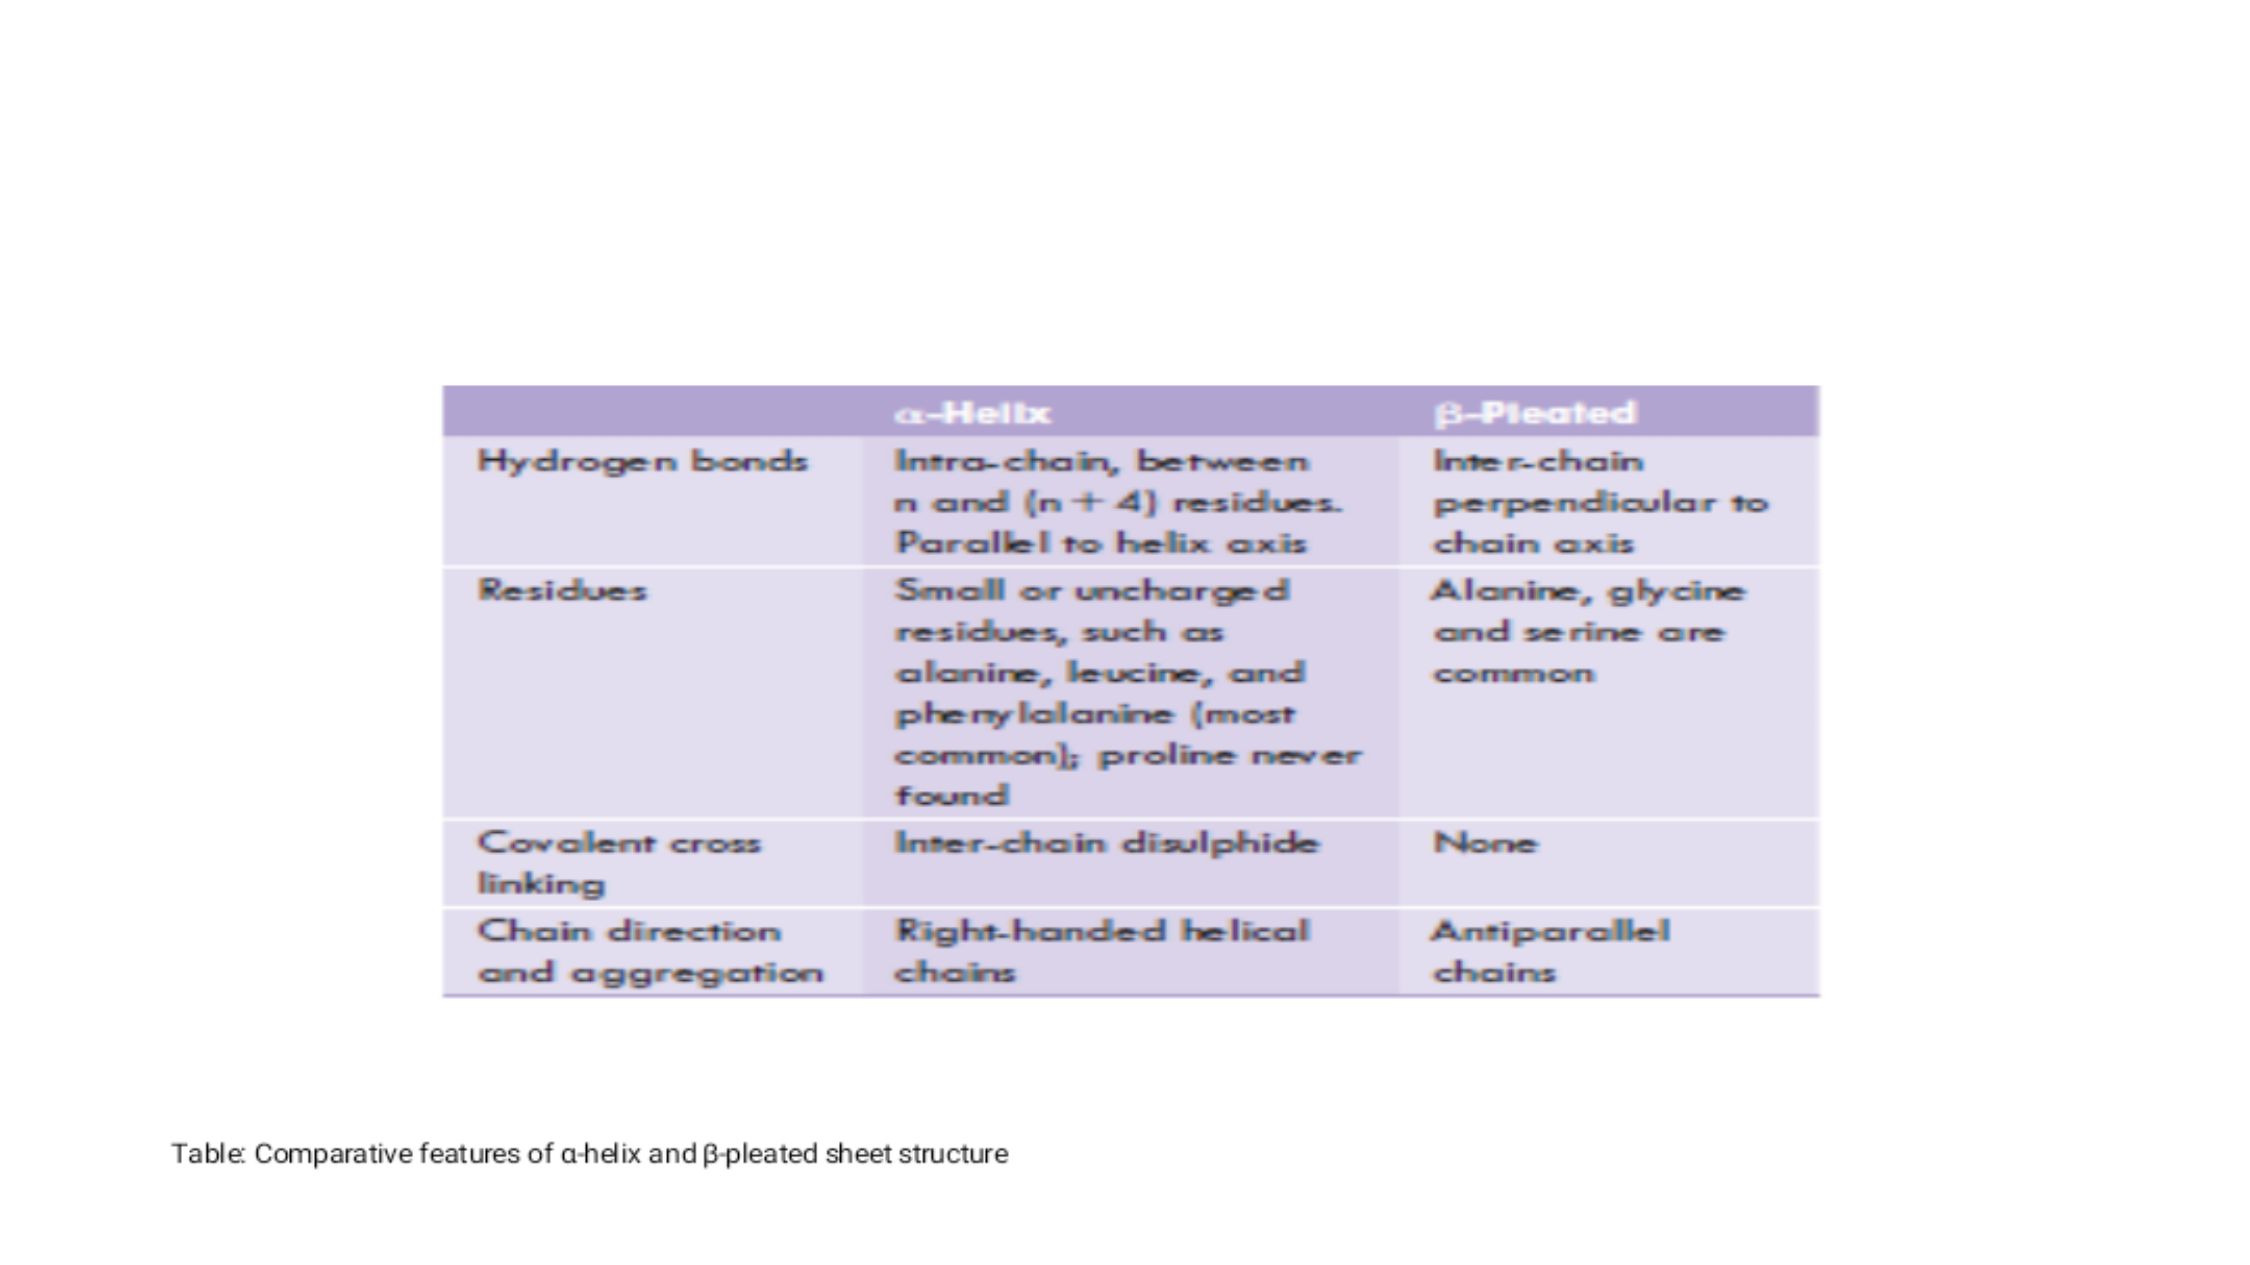 α-Helix β-Pleated
Hydrogen bonds Intra-chain, between Inter-chain
n and (n + 4) residues. perpendicular to
Parallel to helix axis chain axis
Residues Small or uncharged Alanine, glycine
residues, such as and serine are
alanine, leucine, and common
phenylalanine (most
common); proline never
found
Covalent cross Inter-chain disulphide None
linking
Chain direction Right-handed helical Antiparallel
and aggregation chains chains
Table: Comparative features of α-helix and β-pleated sheet structure